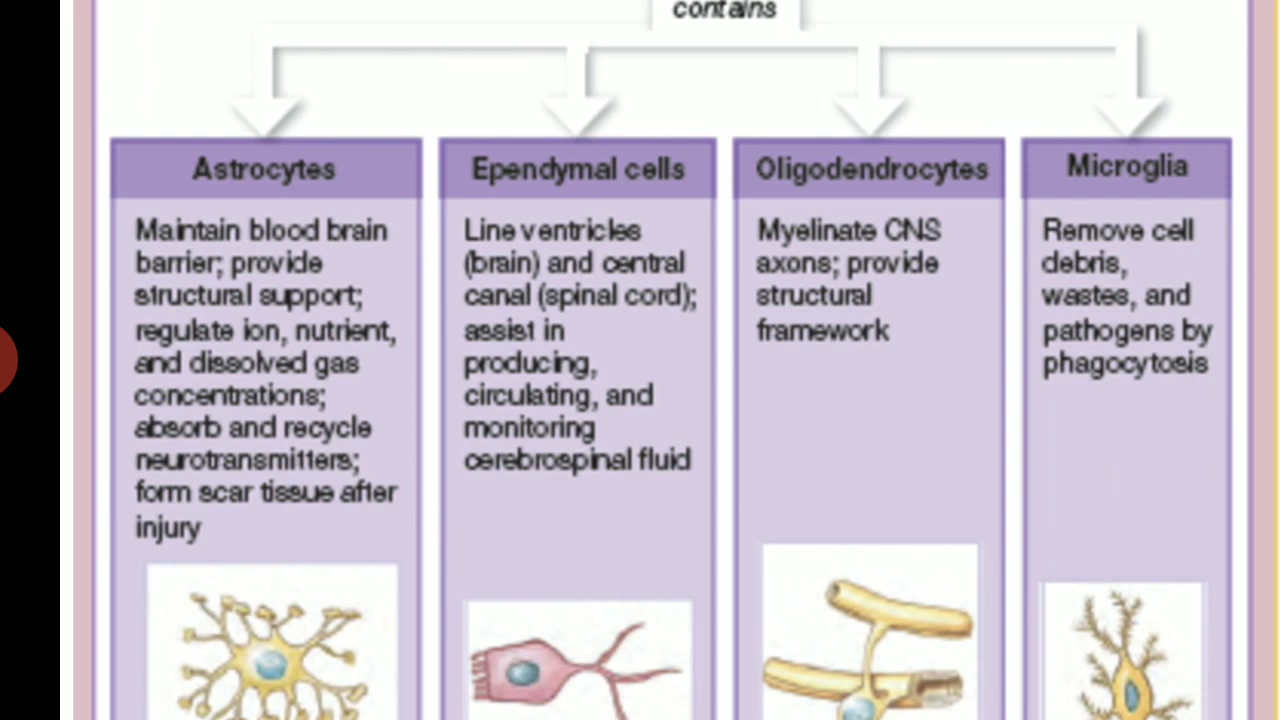 contains
Astrocytes
Maintain blood brain
barrier; provide
structural support;
regulate ion, nutrient,
and dissolved gas
concentrations;
absorb and recycle
neurotransmitters;
form scar tissue after
injury
Ependymal cells
Line ventricles
(brain) and central
canal (spinal cord);
assist in
producing,
circulating, and
monitoring
cerebrospinal fluid
Oligodendrocytes
Myelinate CNS
axons; provide
structural
framework
Microglia
Remove cell
debris,
wastes, and
pathogens by
phagocytosis